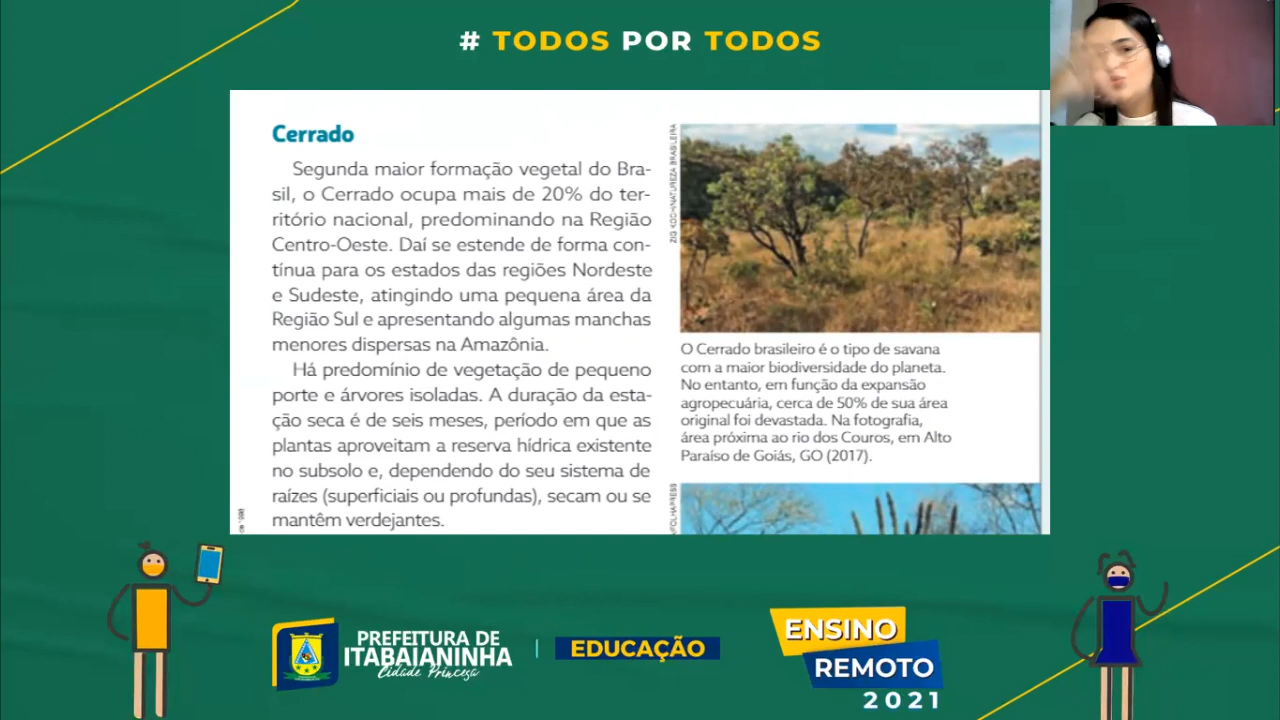 # TODOS POR TODOS
Cerrado
Segunda maior formação vegetal do Bra-
sil, o Cerrado ocupa mais de 20% do ter-
ritório nacional, predominando na Região
Centro-Oeste. Daí se estende de forma con-
tínua para os estados das regiões Nordeste
e Sudeste, atingindo uma pequena área da
Região Sul e apresentando algumas manchas
menores dispersas na Amazônia.
Há predomínio de vegetação de pequeno
porte e árvores isoladas. A duração da esta-
ção seca é de seis meses, período em que as
plantas aproveitam a reserva hídrica existente
no subsolo e, dependendo do seu sistema de
raízes (superficiais ou profundas), secam ou se
mantêm verdejantes.
ZIG KOCH/NATUREZA BRASILEIRA
O Cerrado brasileiro é o tipo de savana
com a maior biodiversidade do planeta.
No entanto, em função da expansão
agropecuária, cerca de 50% de sua área
original foi devastada. Na fotografia,
área próxima ao rio dos Couros, em Alto
Paraíso de Goiás, GO (2017).
PREFEITURA DE
ITABAIANINHA
Cidade Princesa
EDUCAÇÃO
ENSINO
REMOTO
2021